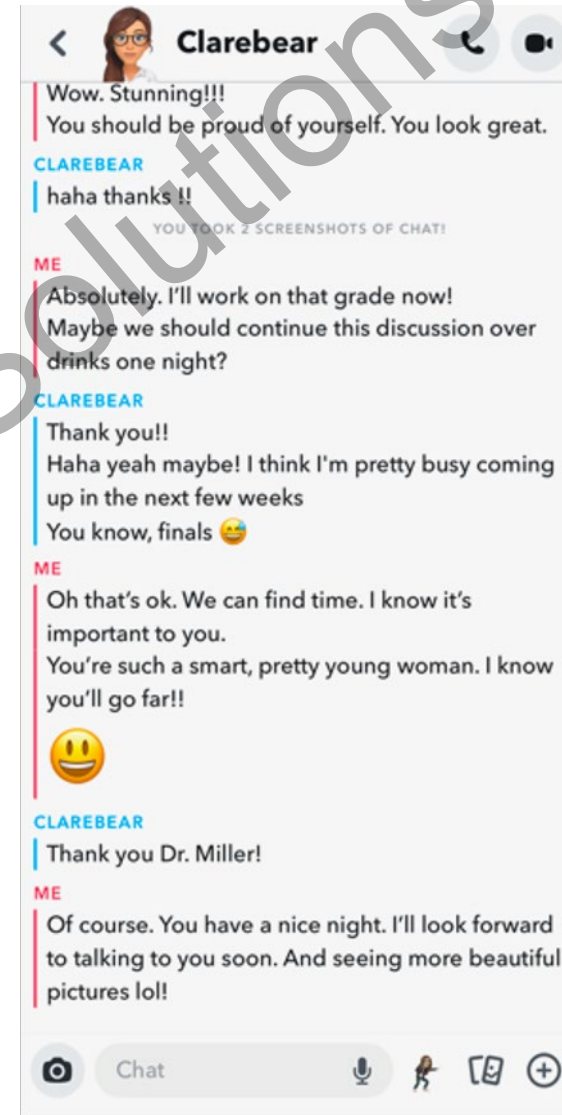 Clarebear
Wow. Stunning!!!
You should be proud of yourself. You look great.
CLAREBEAR
haha thanks !!
YOU TOOK 2 SCREENSHOTS OF CHAT!
ME
Absolutely. I'll work on that grade now!
Maybe we should continue this discussion over
drinks one night?
CLAREBEAR
Thank you!!
Haha yeah maybe! I think I'm pretty busy coming
up in the next few weeks
You know, finals 😅
ME
Oh that's ok. We can find time. I know it's
important to you.
You're such a smart, pretty young woman. I know
you'll go far!!
😃
CLAREBEAR
Thank you Dr. Miller!
ME
Of course. You have a nice night. I'll look forward
to talking to you soon. And seeing more beautiful
pictures lol!
Chat